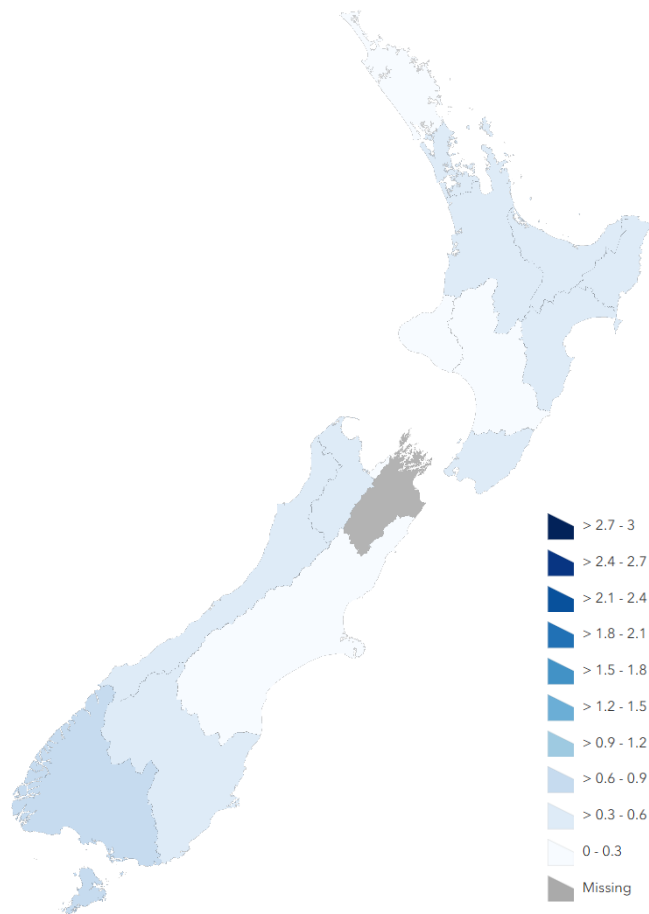 > 2.7 - 3
> 2.4 - 2.7
> 2.1 - 2.4
> 1.8 - 2.1
> 1.5 - 1.8
> 1.2 - 1.5
> 0.9 - 1.2
> 0.6 - 0.9
> 0.3 - 0.6
0 - 0.3
Missing